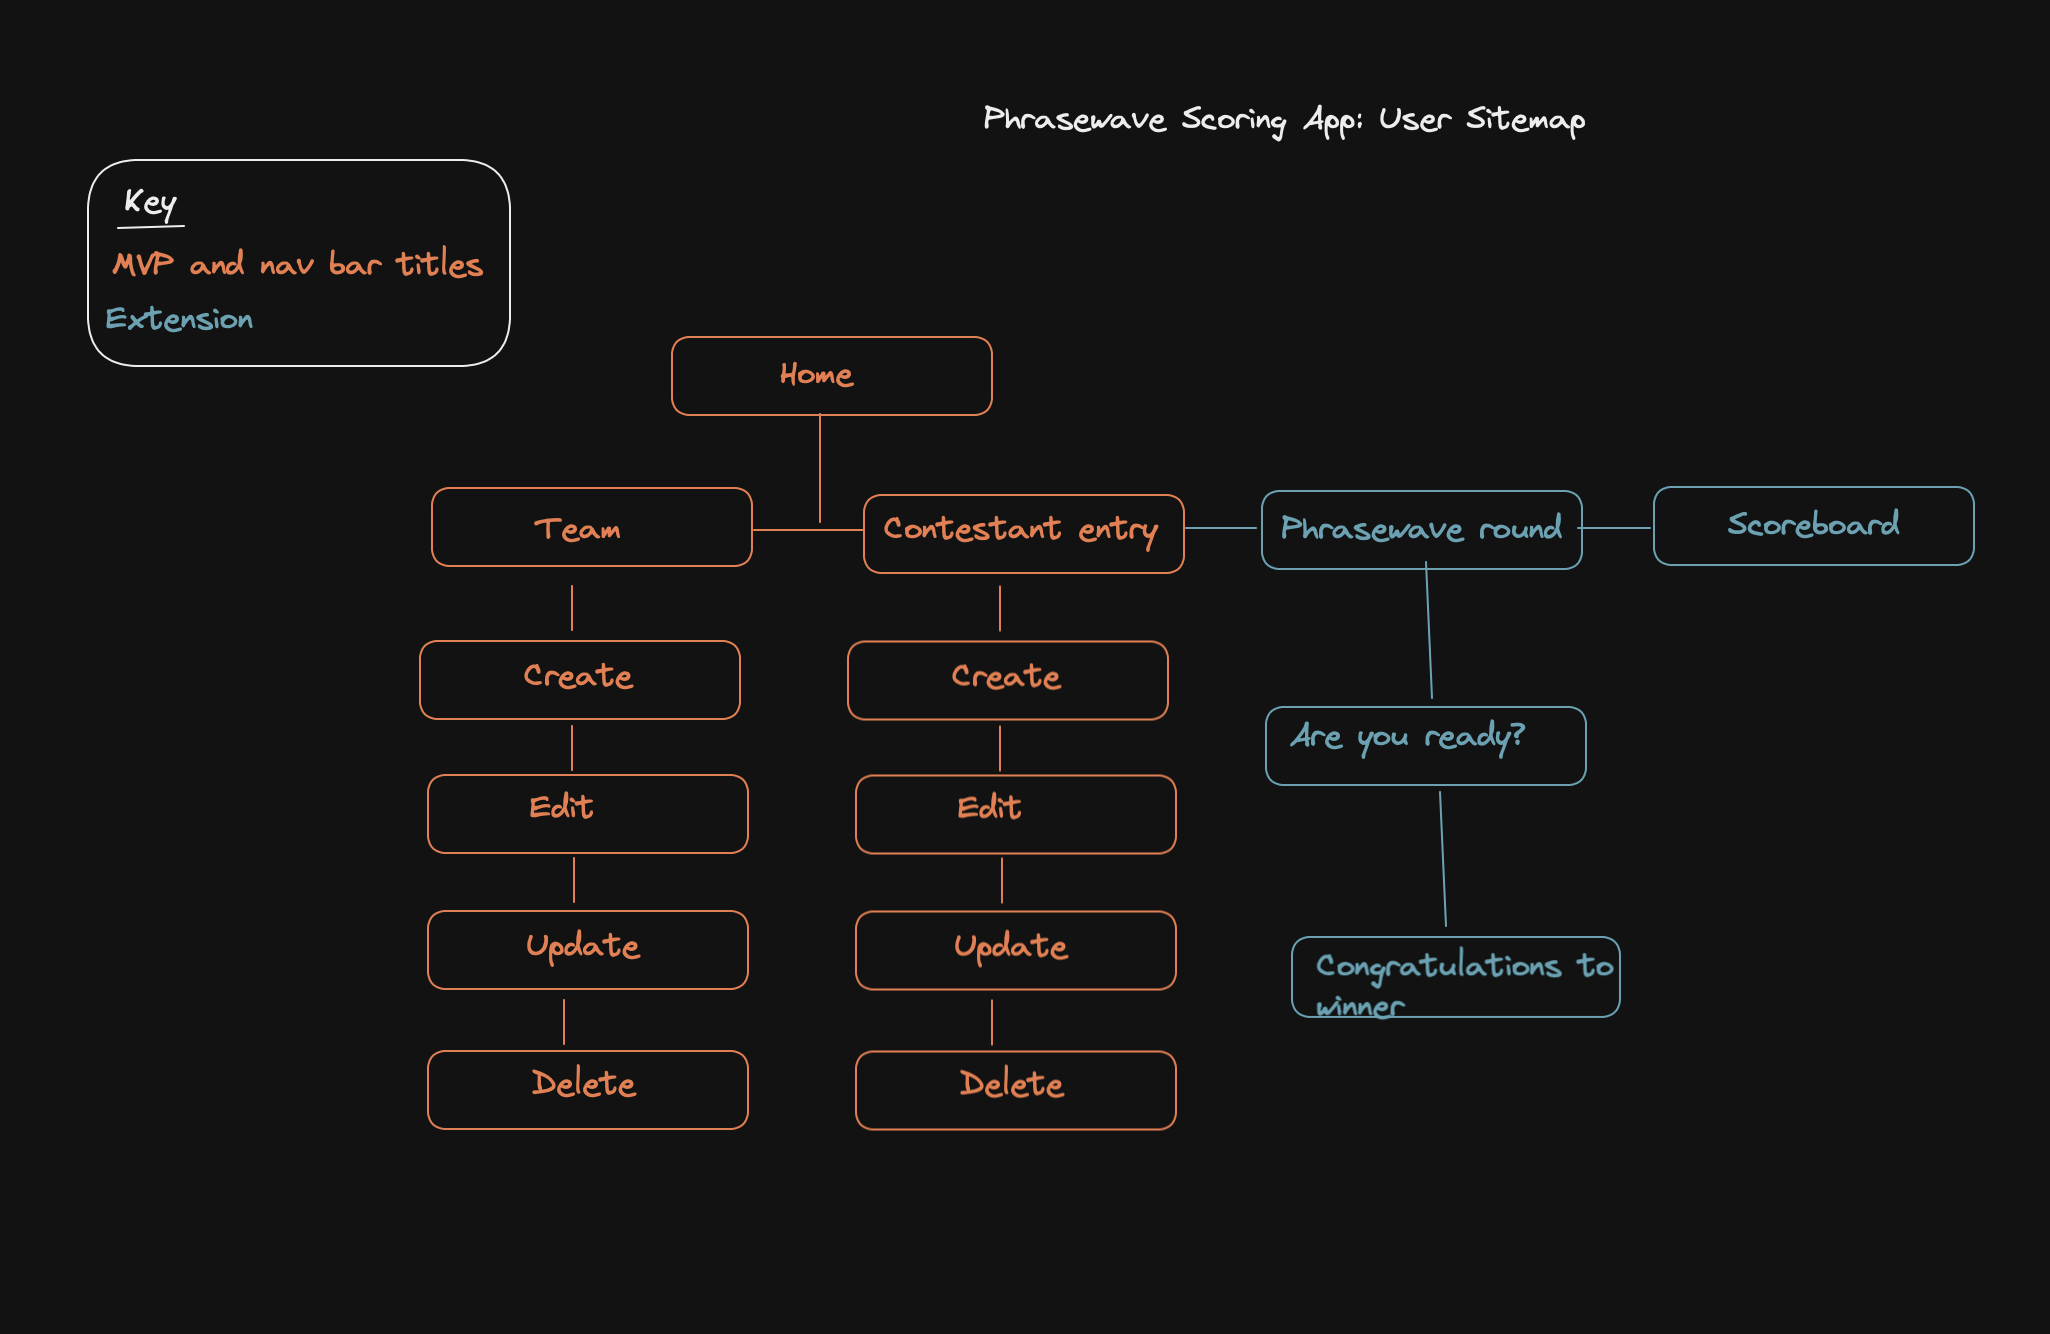 Phrasewave Scoring App: User Sitemap
Key
MVP and nav bar titles
Extension
Home
Team
Contestant entry
Phrasewave round
Scoreboard
Create
Create
Are you ready?
Edit
Edit
Update
Update
Congratulations to
winner
Delete
Delete